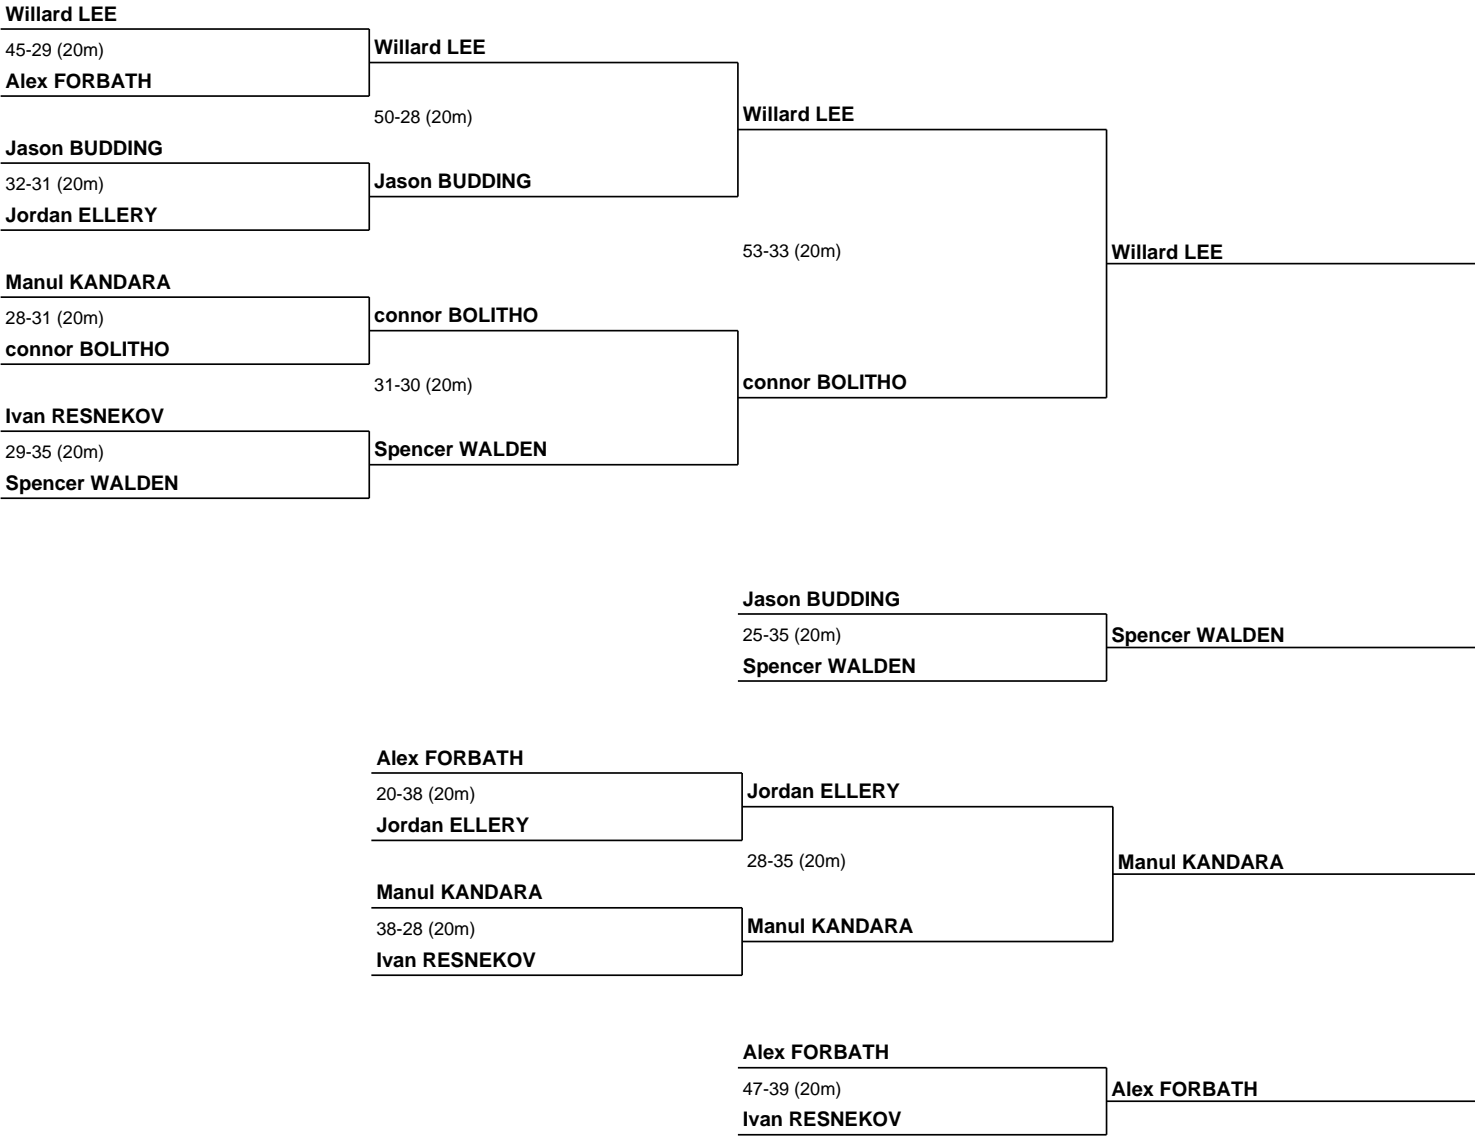 Willard LEE
45-29 (20m)
Willard LEE
Alex FORBATH
50-28 (20m)
Willard LEE
Jason BUDDING
32-31 (20m)
Jason BUDDING
Jordan ELLERY
53-33 (20m)
Willard LEE
Manul KANDARA
28-31 (20m)
connor BOLITHO
connor BOLITHO
31-30 (20m)
connor BOLITHO
Ivan RESNEKOV
29-35 (20m)
Spencer WALDEN
Spencer WALDEN
Jason BUDDING
25-35 (20m)
Spencer WALDEN
Spencer WALDEN
Alex FORBATH
20-38 (20m)
Jordan ELLERY
Jordan ELLERY
28-35 (20m)
Manul KANDARA
Manul KANDARA
38-28 (20m)
Manul KANDARA
Ivan RESNEKOV
Alex FORBATH
47-39 (20m)
Alex FORBATH
Ivan RESNEKOV